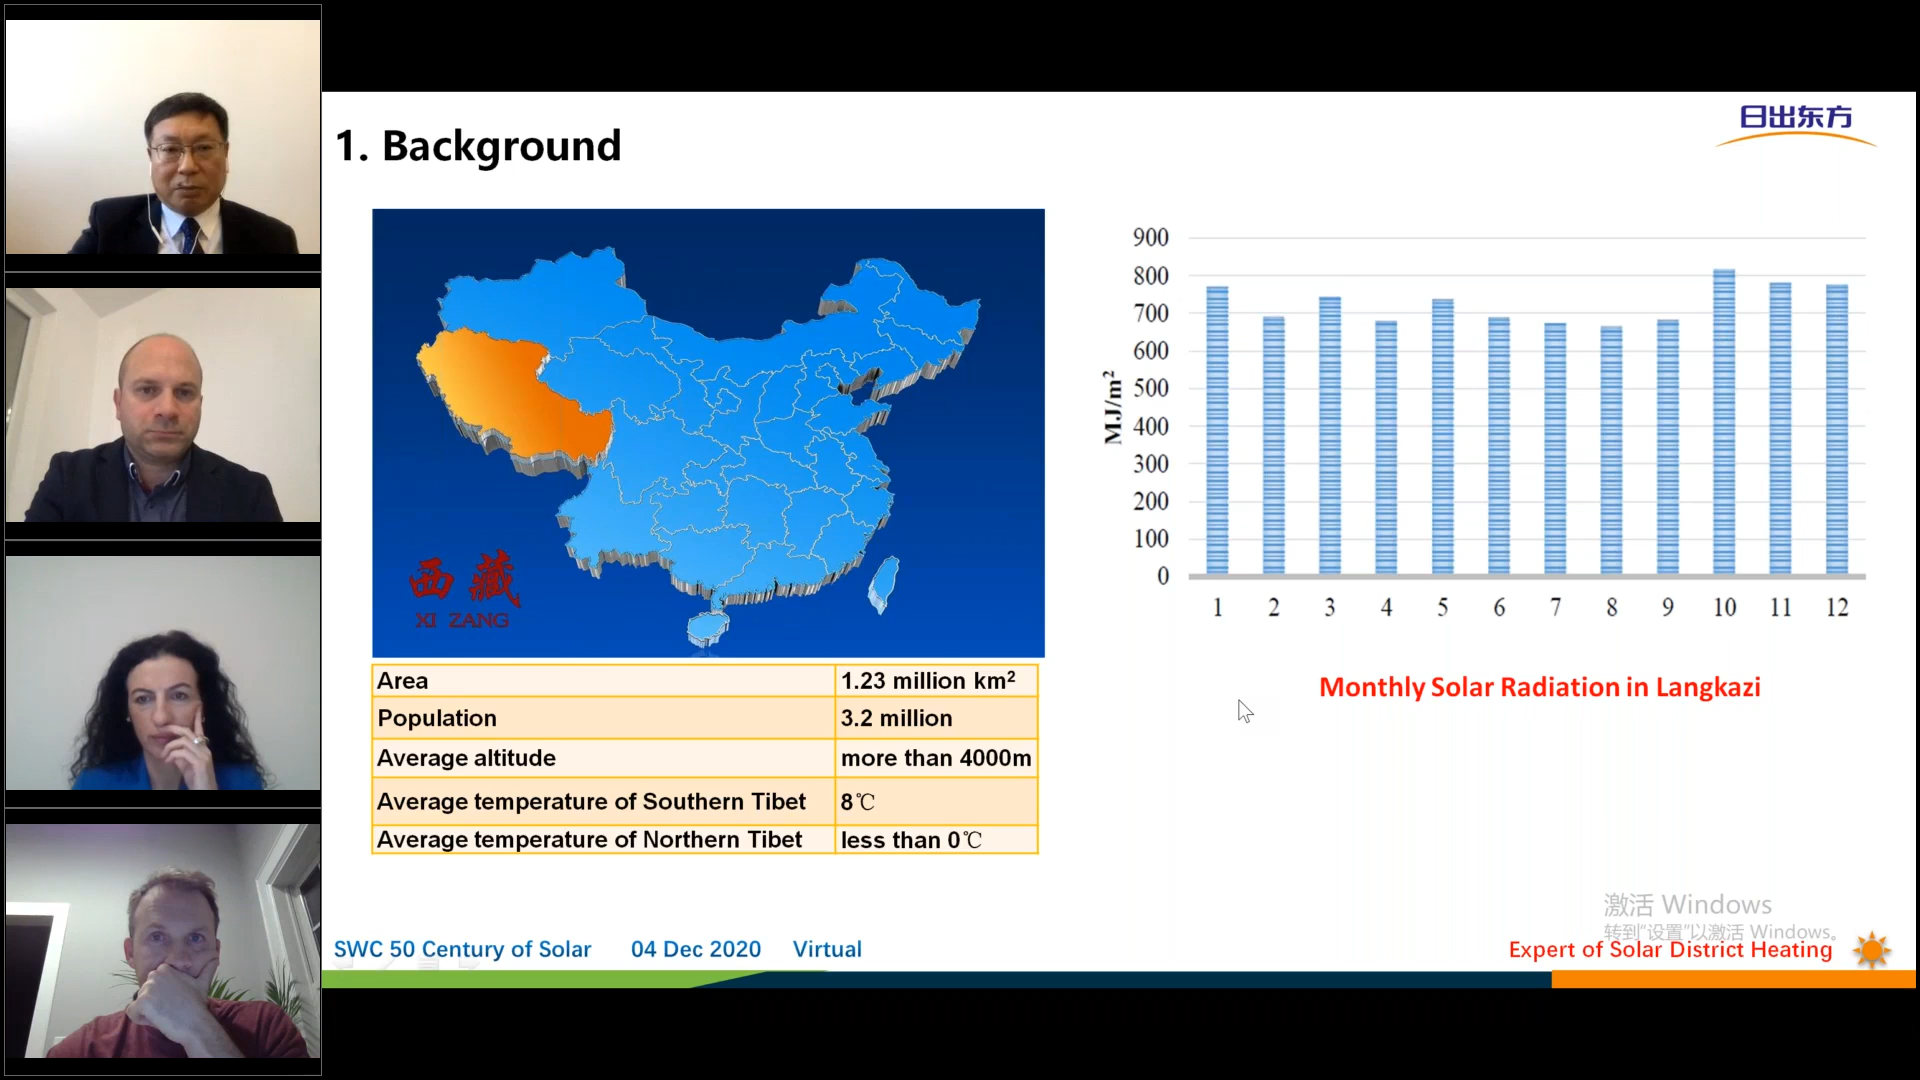 日出东方
1. Background
西藏
XI ZANG
Area 1.23 million km²
Population 3.2 million
Average altitude more than 4000m
Average temperature of Southern Tibet 8℃
Average temperature of Northern Tibet less than 0℃
900
800
700
600
500
400
300
200
100
0
MJ/m²
1 2 3 4 5 6 7 8 9 10 11 12
Monthly Solar Radiation in Langkazi
激活 Windows
转到"设置"以激活 Windows。
SWC 50 Century of Solar 04 Dec 2020 Virtual
Expert of Solar District Heating